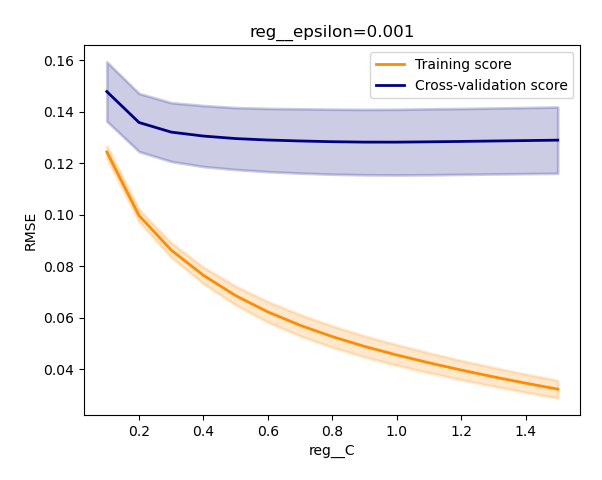 reg__epsilon=0.001
Training score
Cross-validation score
RMSE
0.16
0.14
0.12
0.10
0.08
0.06
0.04
0.2 0.4 0.6 0.8 1.0 1.2 1.4
reg__C